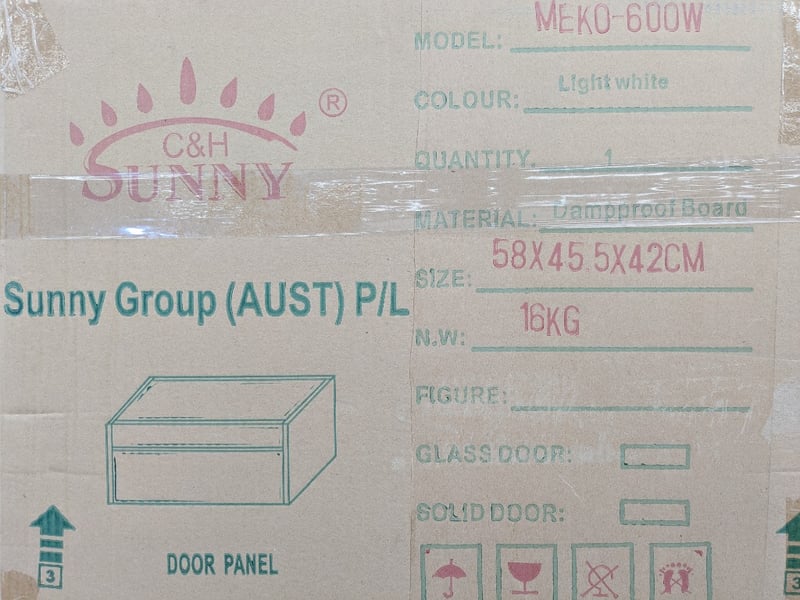 C&H
SUNNY
®
Sunny Group (AUST) P/L
DOOR PANEL
3
MODEL: MEKO-600W
COLOUR: Light white
QUANTITY. 1
MATERIAL: Dampproof Board
SIZE: 58X45.5X42CM
N.W: 16KG
FIGURE:
GLASS DOOR:
SOLID DOOR:
3